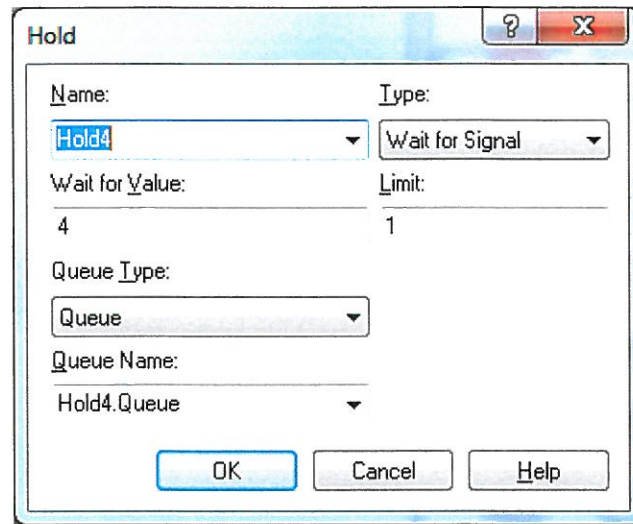 Hold
Name: Type:
Hold4 Wait for Signal
Wait for Value: Limit:
4 1
Queue Type:
Queue
Queue Name:
Hold4.Queue
OK Cancel Help